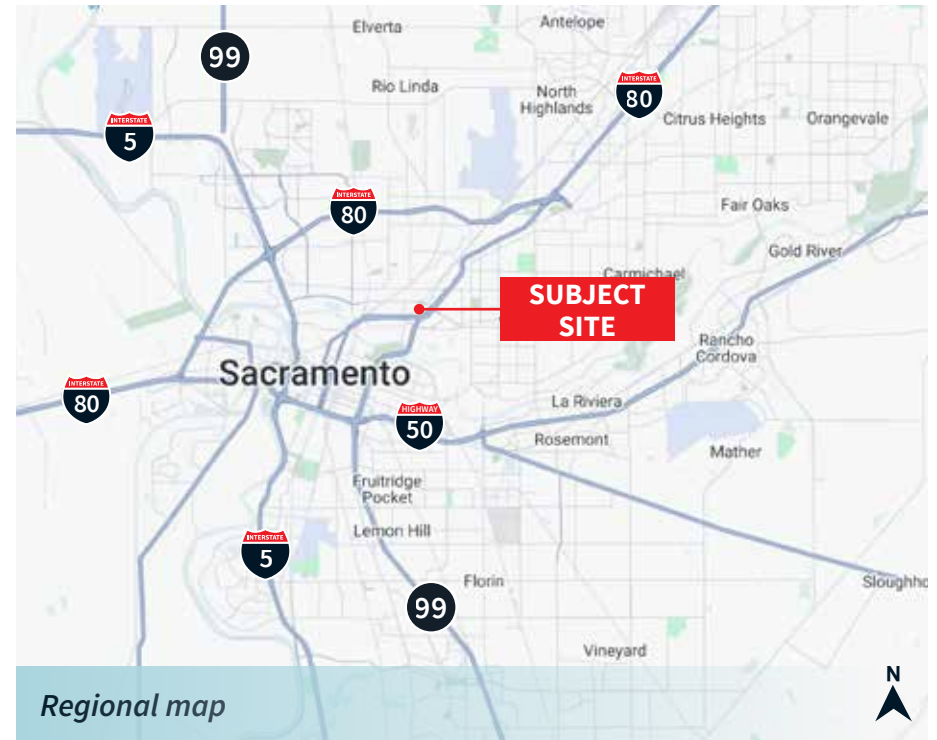 Elverta
Antelope
99
Rio Linda
North
Highlands
INTERSTATE
80
Citrus Heights
Orangevale
INTERSTATE
5
INTERSTATE
80
Fair Oaks
Gold River
Carmichael
SUBJECT
SITE
Rancho
Cordova
Sacramento
INTERSTATE
80
HIGHWAY
50
La Riviera
Rosemont
Mather
Fruitridge
Pocket
Lemon Hill
INTERSTATE
5
Florin
99
Sloughho
Vineyard
Regional map
N